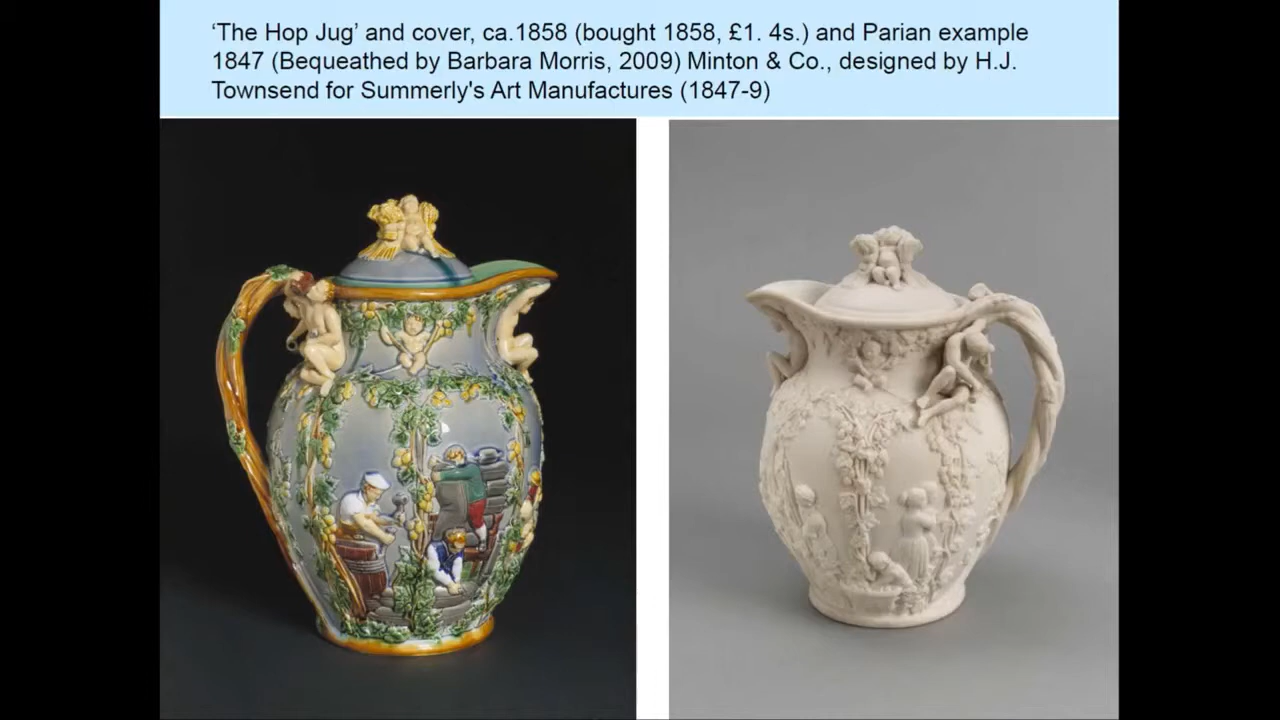 ‘The Hop Jug’ and cover, ca.1858 (bought 1858, £1. 4s.) and Parian example
1847 (Bequeathed by Barbara Morris, 2009) Minton & Co., designed by H.J.
Townsend for Summerly's Art Manufactures (1847-9)